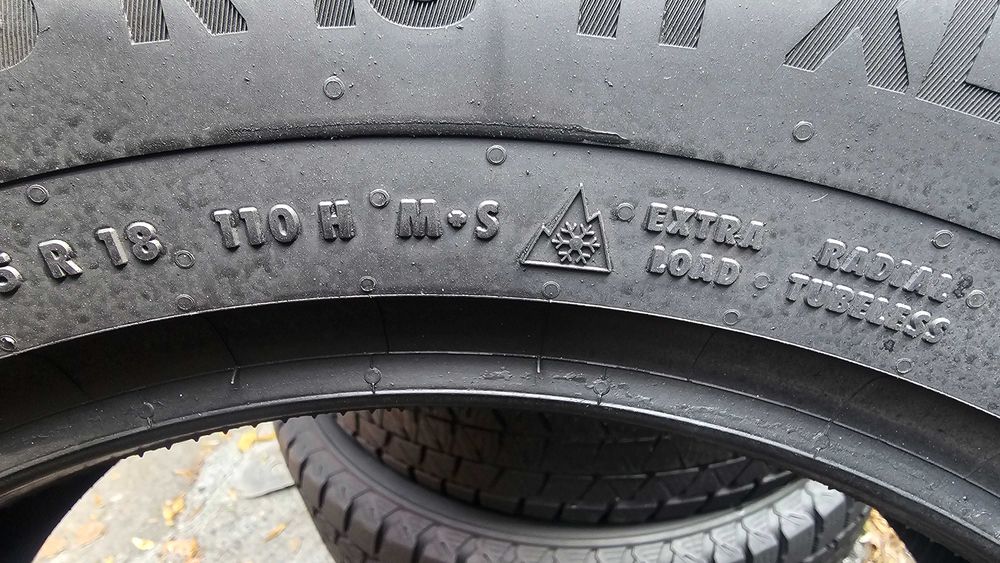 R 18 110 H M+S EXTRA LOAD RADIAL TUBELESS